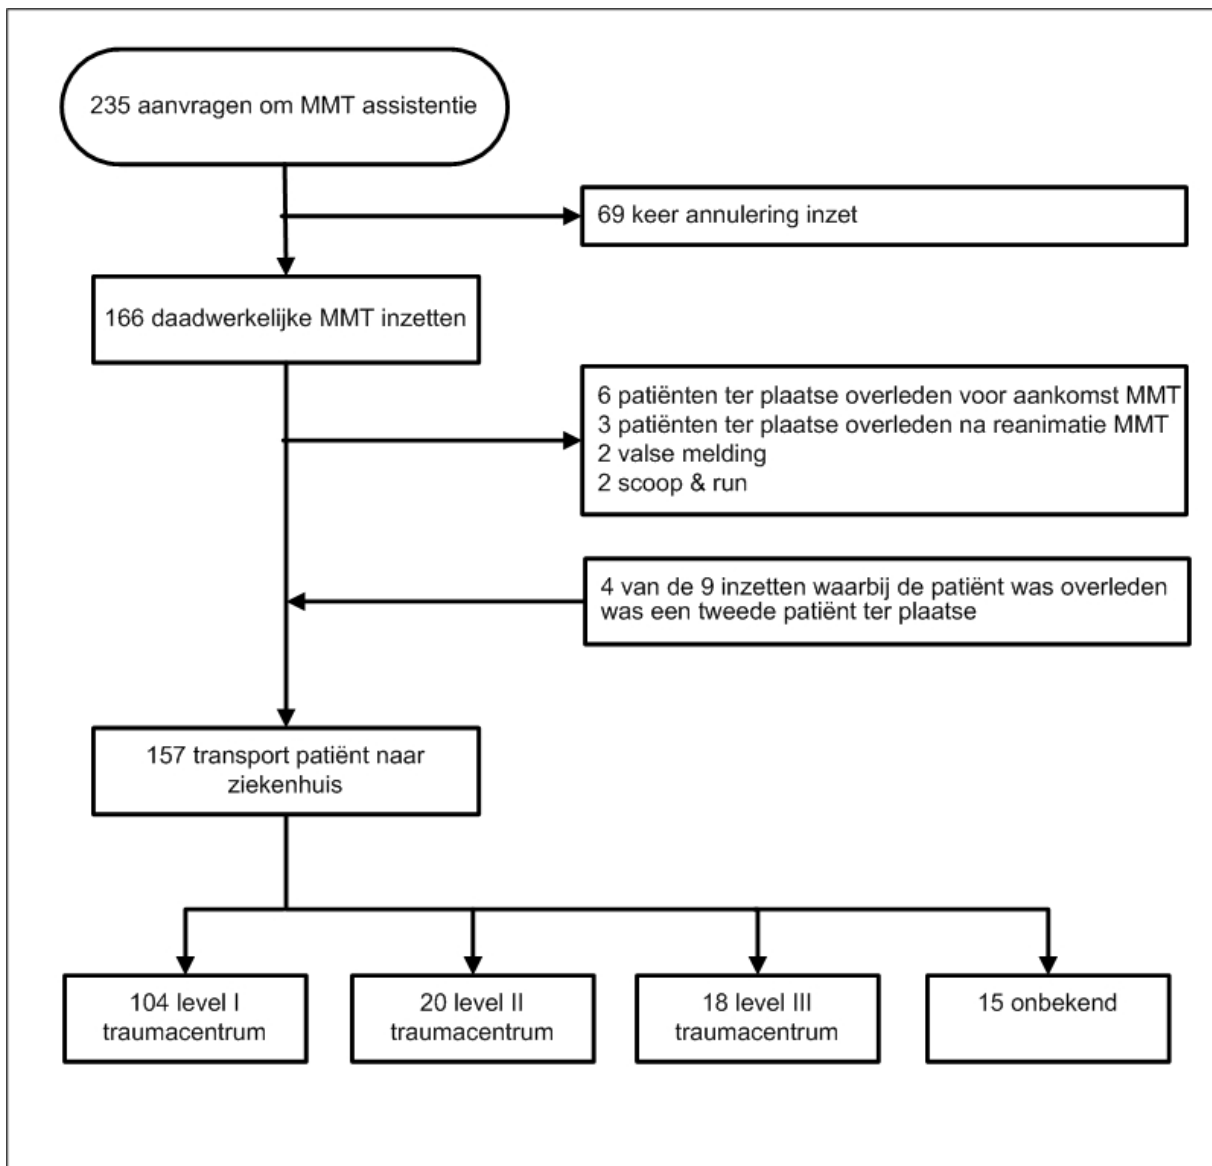 235 aanvragen om MMT assistentie
69 keer annulering inzet
166 daadwerkelijke MMT inzetten
6 patiënten ter plaatse overleden voor aankomst MMT
3 patiënten ter plaatse overleden na reanimatie MMT
2 valse melding
2 scoop & run
4 van de 9 inzetten waarbij de patiënt was overleden
was een tweede patiënt ter plaatse
157 transport patiënt naar
ziekenhuis
104 level I
traumacentrum
20 level II
traumacentrum
18 level III
traumacentrum
15 onbekend